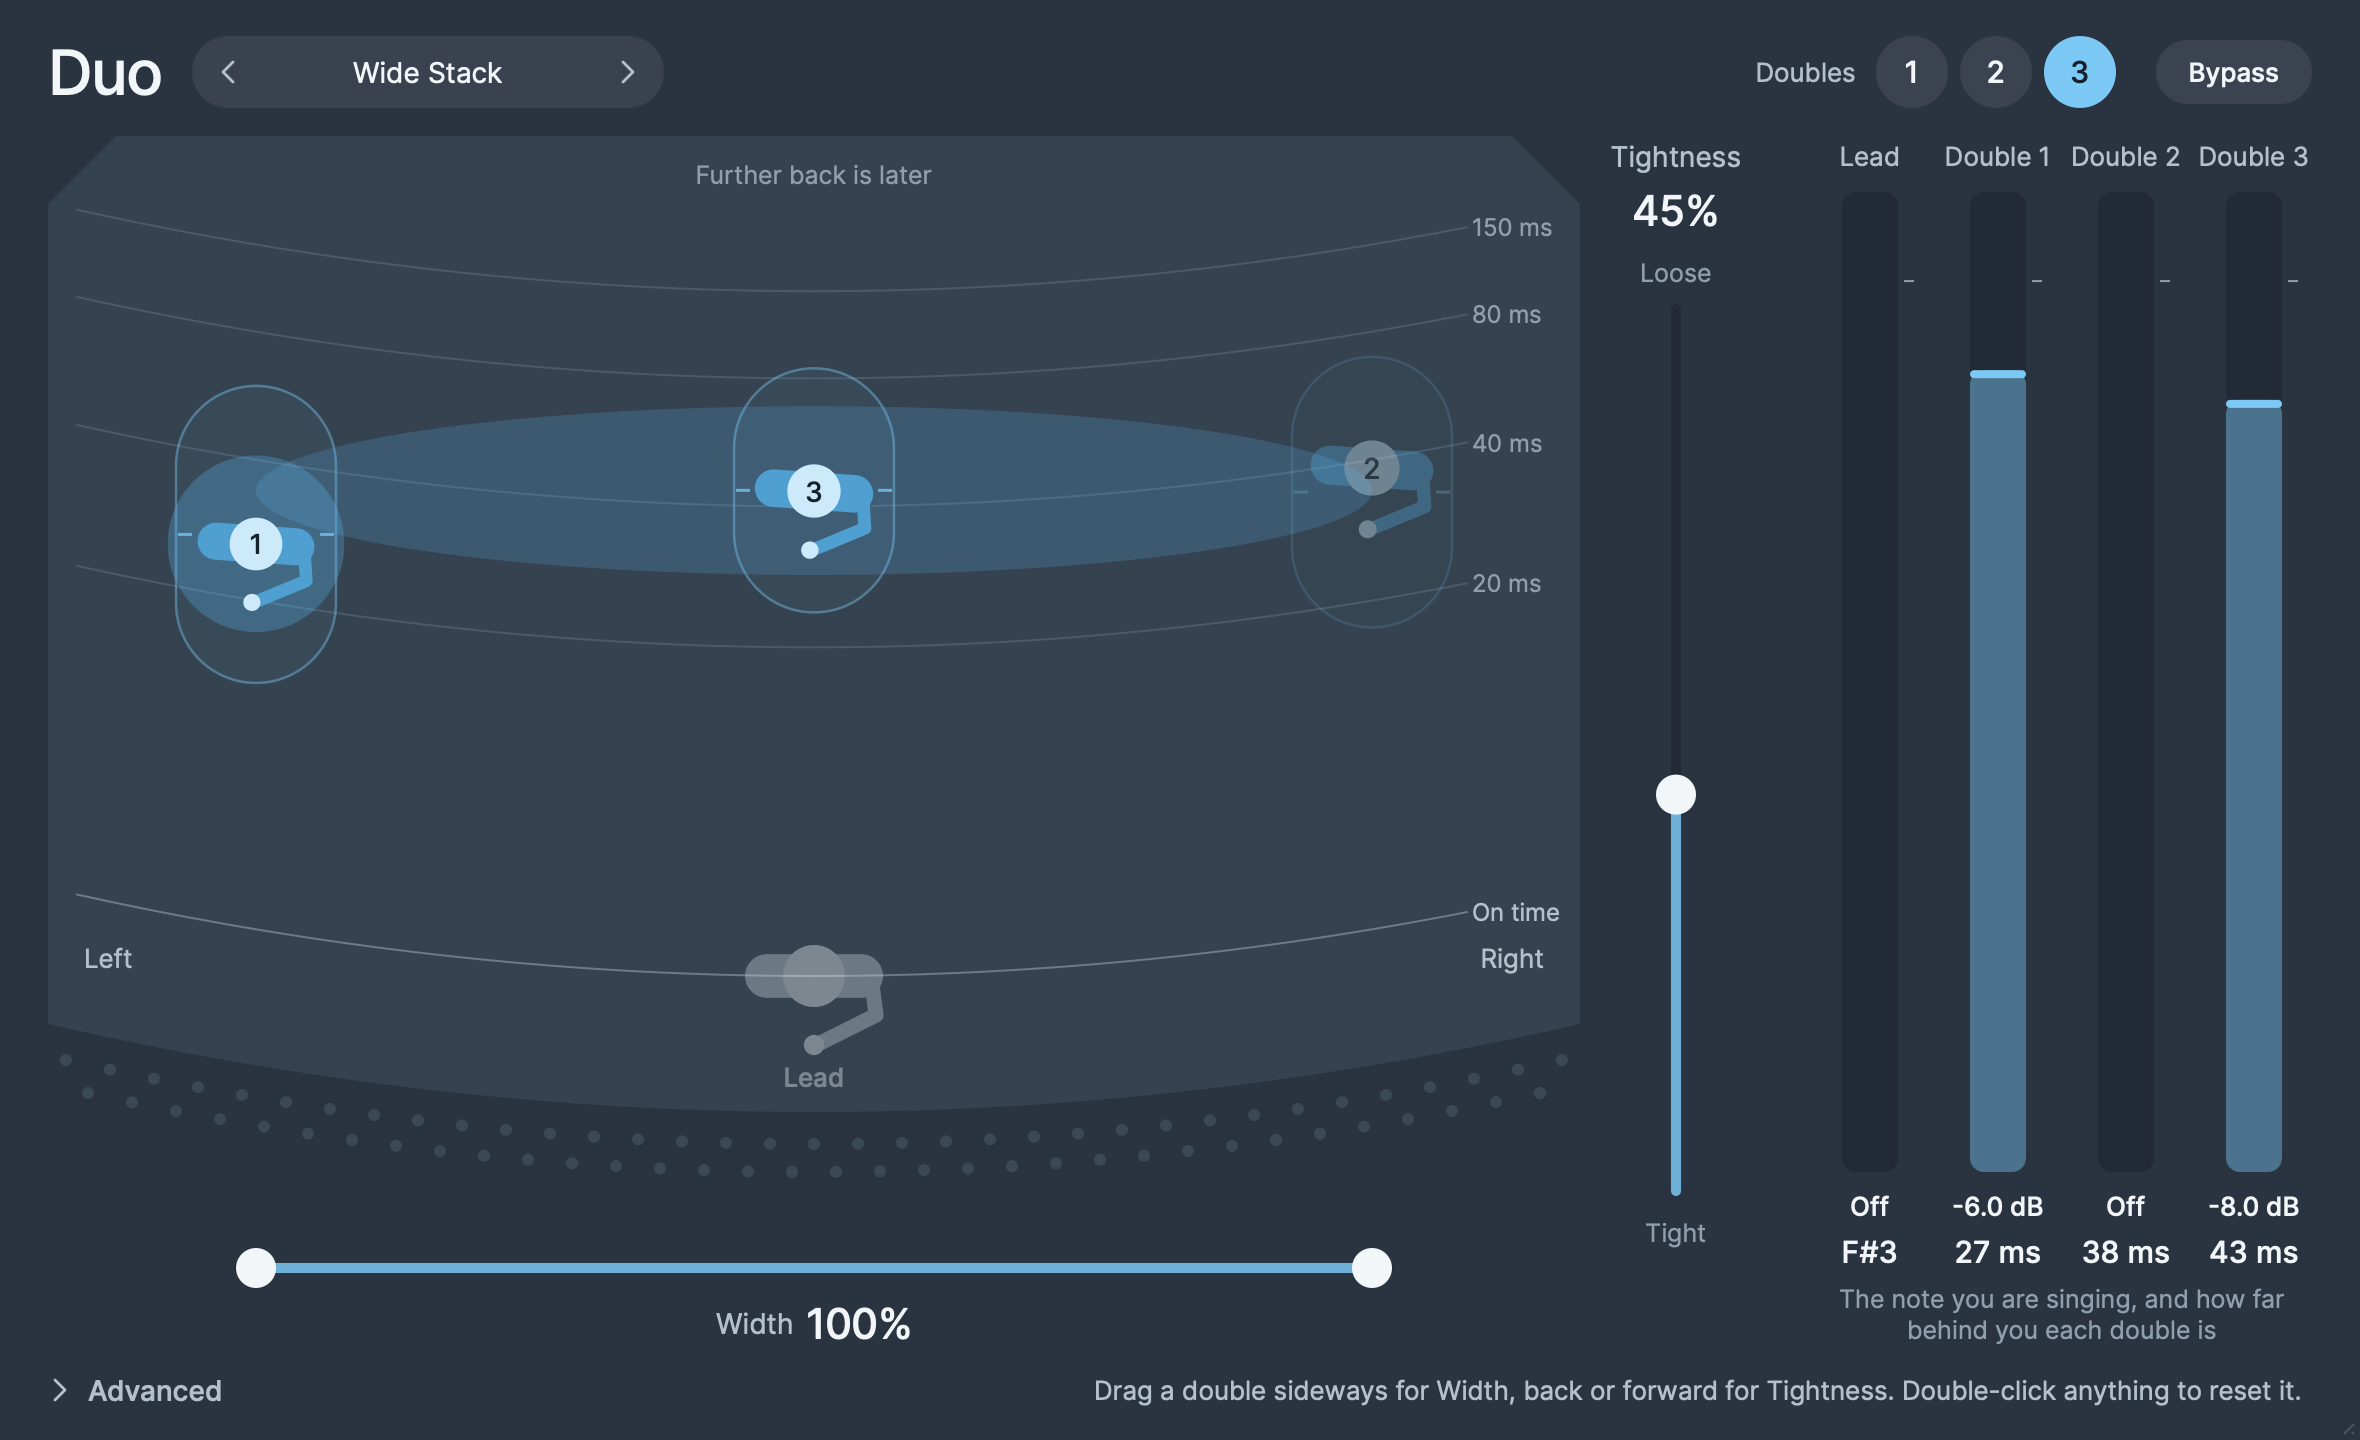 Duo
Wide Stack
Doubles 1 2 3 Bypass
Further back is later
150 ms
80 ms
40 ms
20 ms
1
3
2
On time
Left
Right
Lead
Width 100%
Tightness
45%
Loose
Tight
Lead Double 1 Double 2 Double 3
Off -6.0 dB Off -8.0 dB
F#3 27 ms 38 ms 43 ms
The note you are singing, and how far
behind you each double is
Advanced
Drag a double sideways for Width, back or forward for Tightness. Double-click anything to reset it.